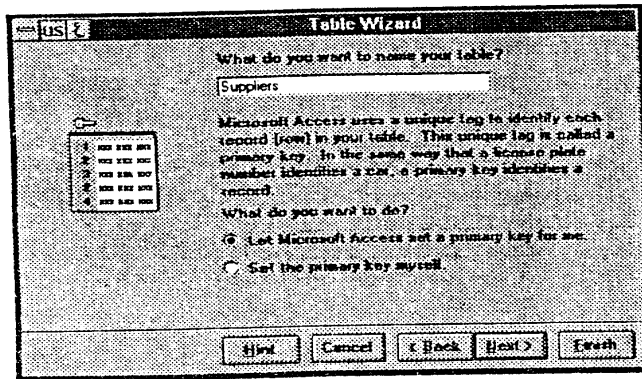 US
Table Wizard
What do you want to name your table?
Suppliers
Microsoft Access uses a unique tag to identify each
record (row) in your table. This unique tag is called a
primary key. In the same way that a license plate
number identifies a car, a primary key identifies a
record.
What do you want to do?
Let Microsoft Access set a primary key for me.
Set the primary key myself.
Hint Cancel < Back Next > Finish